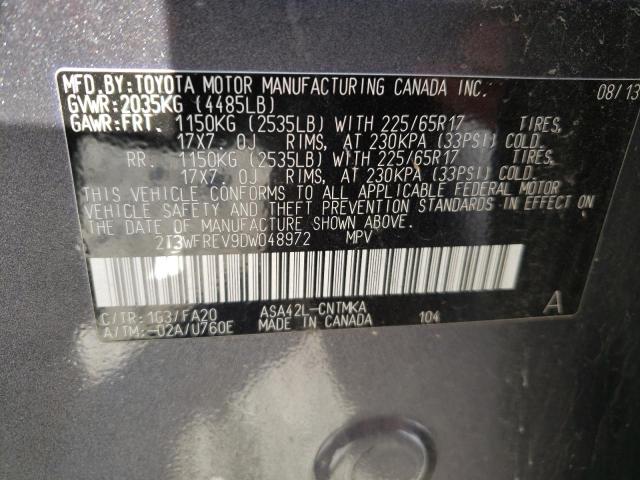 MFD.BY:TOYOTA MOTOR MANUFACTURING CANADA INC. 08/13
GVWR:2035KG (4485LB)
GAWR:FRT. 1150KG (2535LB) WITH 225/65R17 TIRES,
17X7.0J RIMS, AT 230KPA (33PSI) COLD.
RR. 1150KG (2535LB) WITH 225/65R17 TIRES,
17X7.0J RIMS, AT 230KPA (33PSI) COLD.
THIS VEHICLE CONFORMS TO ALL APPLICABLE FEDERAL MOTOR
VEHICLE SAFETY AND THEFT PREVENTION STANDARDS IN EFFECT ON
THE DATE OF MANUFACTURE SHOWN ABOVE.
2T3WFREV9DW048972 MPV
C/TR:1G3/FA20 ASA42L-CNTMKA A
A/TM:-02A/U760E MADE IN CANADA 104